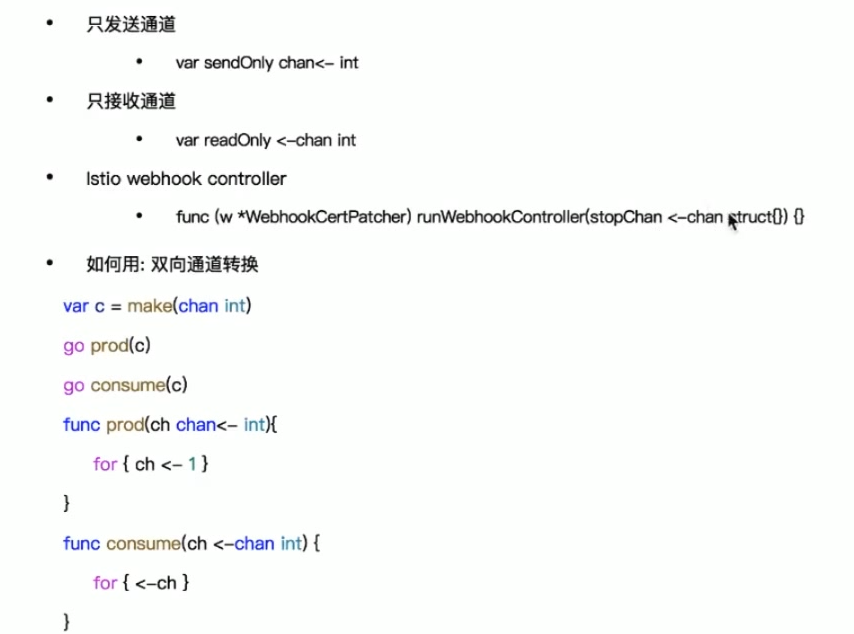 • 只发送通道
• var sendOnly chan<- int
• 只接收通道
• var readOnly <-chan int
• Istio webhook controller
• func (w *WebhookCertPatcher) runWebhookController(stopChan <-chan struct{}) {}
• 如何用: 双向通道转换
var c = make(chan int)
go prod(c)
go consume(c)
func prod(ch chan<- int){
for { ch <- 1 }
}
func consume(ch <-chan int) {
for { <-ch }
}